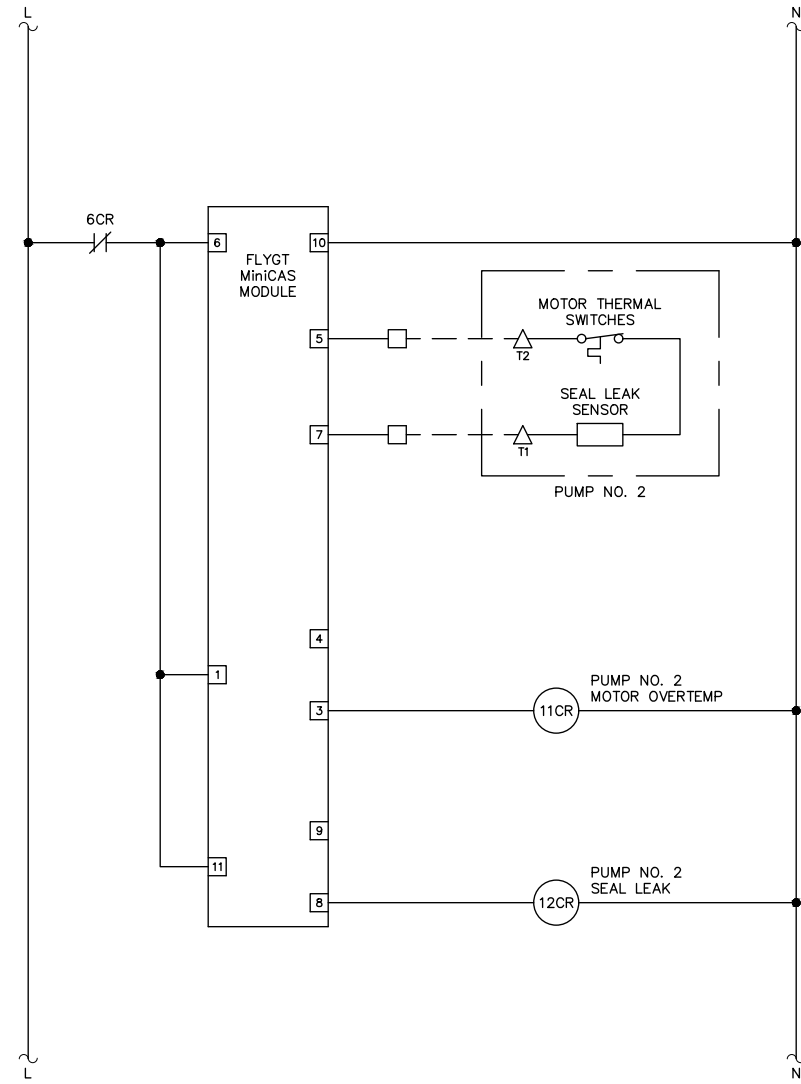 L
N
6CR
6
10
FLYGT
MiniCAS
MODULE
MOTOR THERMAL
SWITCHES
5
T2
SEAL LEAK
SENSOR
7
T1
PUMP NO. 2
4
1
PUMP NO. 2
MOTOR OVERTEMP
3
11CR
9
11
PUMP NO. 2
SEAL LEAK
8
12CR
L
N